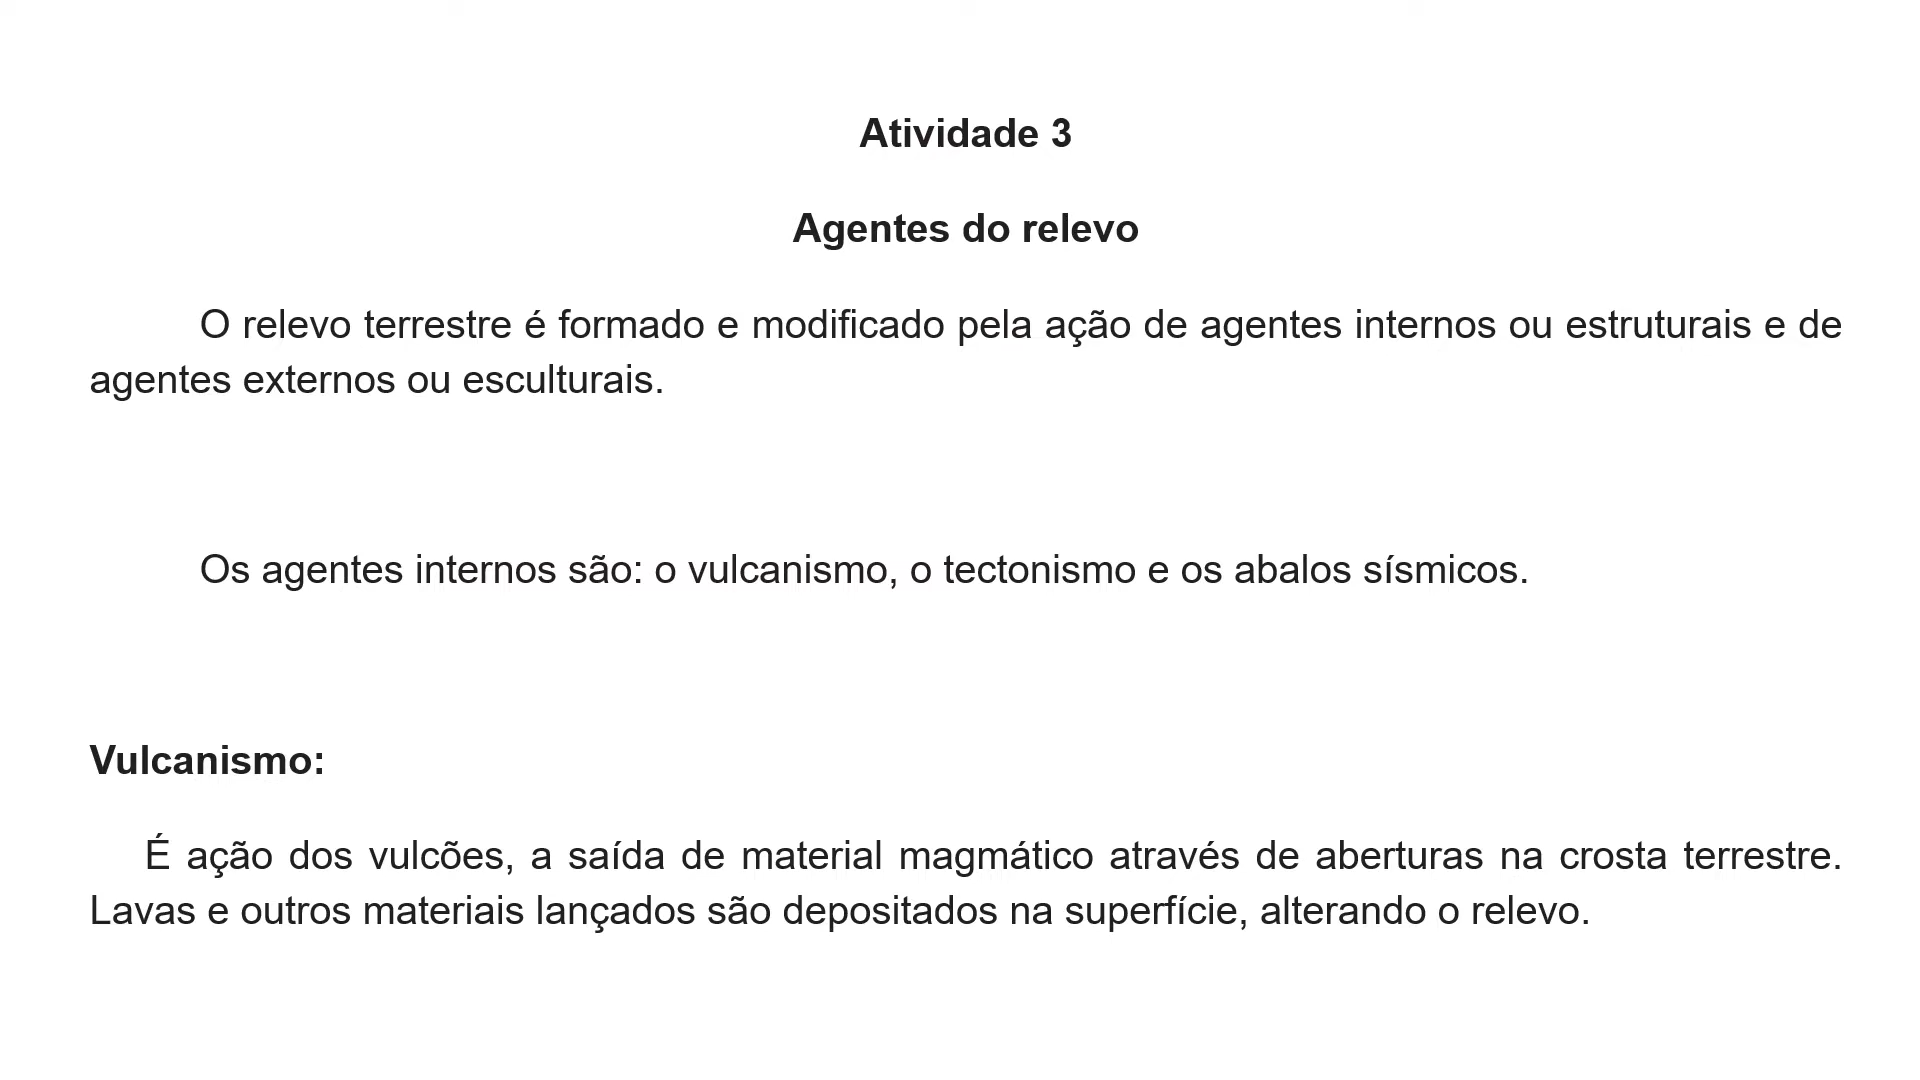 Atividade 3
Agentes do relevo
O relevo terrestre é formado e modificado pela ação de agentes internos ou estruturais e de
agentes externos ou esculturais.
Os agentes internos são: o vulcanismo, o tectonismo e os abalos sísmicos.
Vulcanismo:
É ação dos vulcões, a saída de material magmático através de aberturas na crosta terrestre.
Lavas e outros materiais lançados são depositados na superfície, alterando o relevo.